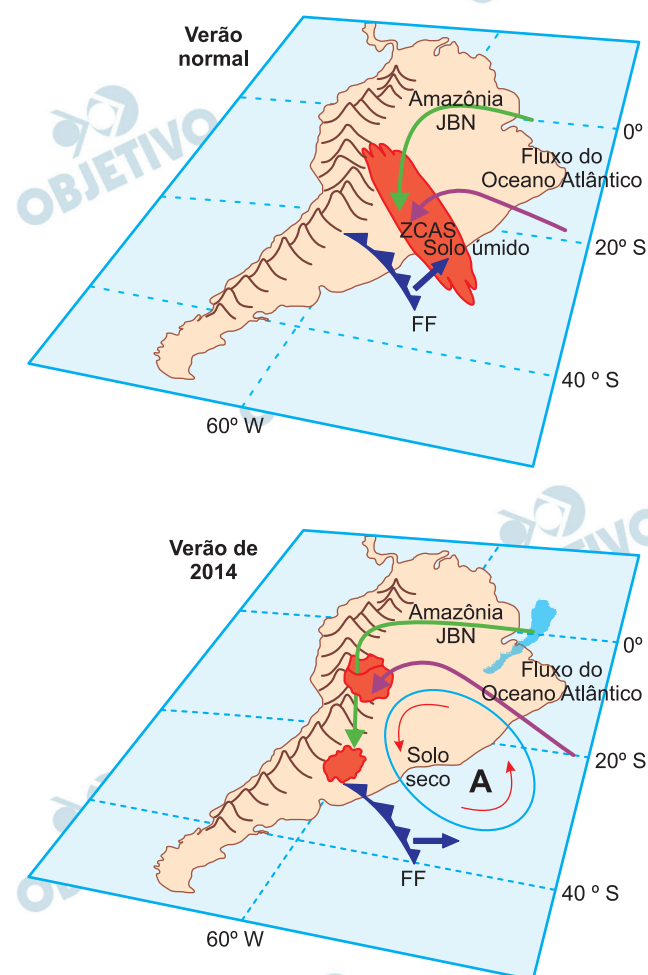 Verão
normal
OBJETIVO
Amazônia
JBN
0º
Fluxo do
Oceano Atlântico
ZCAS
Solo úmido
20º S
FF
40 º S
60º W
Verão de
2014
OBJETIVO
Amazônia
JBN
0º
Fluxo do
Oceano Atlântico
Solo
seco
A
20º S
FF
40 º S
60º W